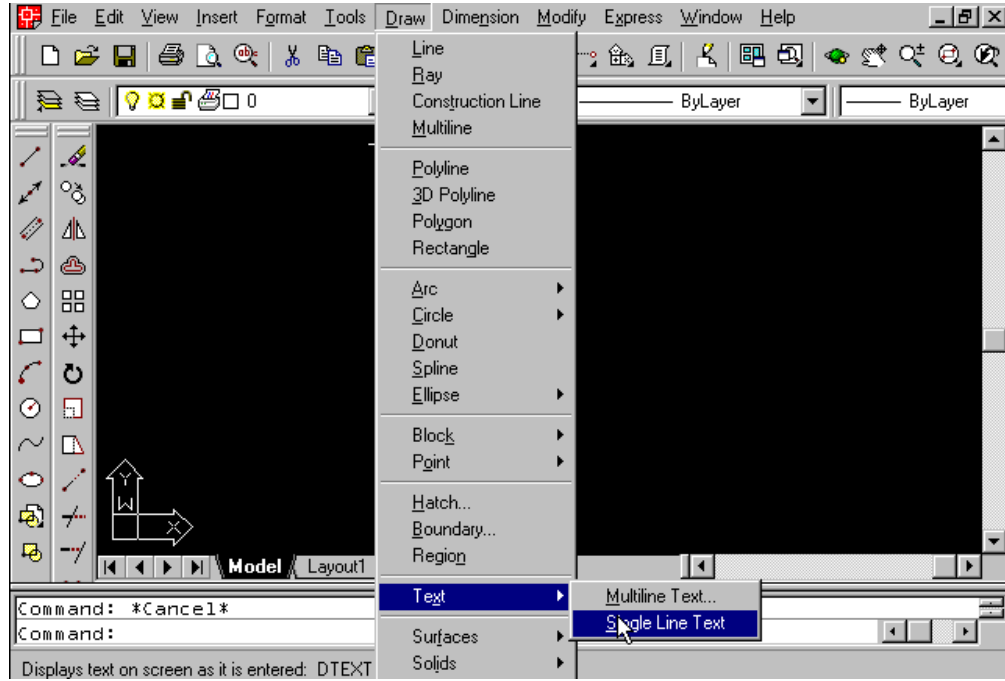 File Edit View Insert Format Tools Draw Dimension Modify Express Window Help
0 ByLayer ByLayer
Line
Ray
Construction Line
Multiline
Polyline
3D Polyline
Polygon
Rectangle
Arc
Circle
Donut
Spline
Ellipse
Block
Point
Hatch...
Boundary...
Region
Text
Surfaces
Solids
Multiline Text...
Single Line Text
Y
W
X
Model Layout1
Command: *Cancel*
Command:
Displays text on screen as it is entered: DTEXT